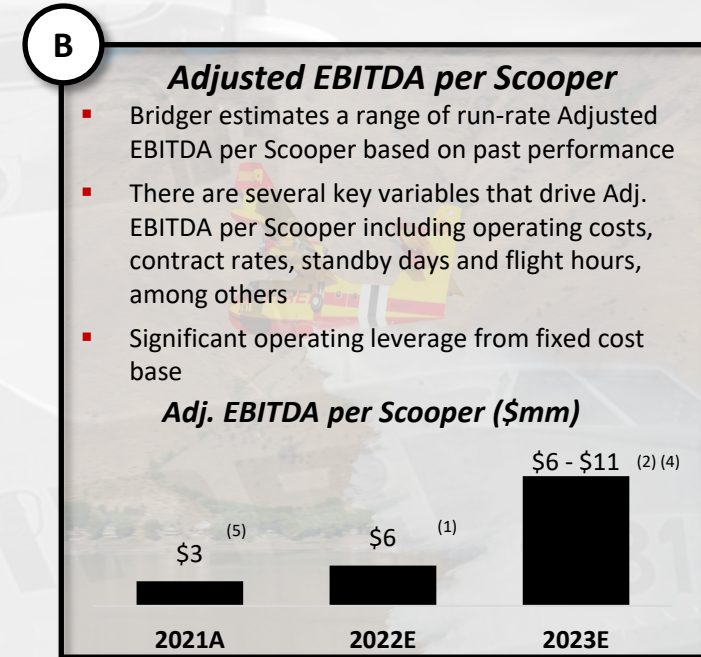 B
Adjusted EBITDA per Scooper
▪ Bridger estimates a range of run-rate Adjusted
EBITDA per Scooper based on past performance
▪ There are several key variables that drive Adj.
EBITDA per Scooper including operating costs,
contract rates, standby days and flight hours,
among others
▪ Significant operating leverage from fixed cost
base
Adj. EBITDA per Scooper ($mm)
$6 - $11 (2) (4)
$3 (5)
$6 (1)
2021A 2022E 2023E